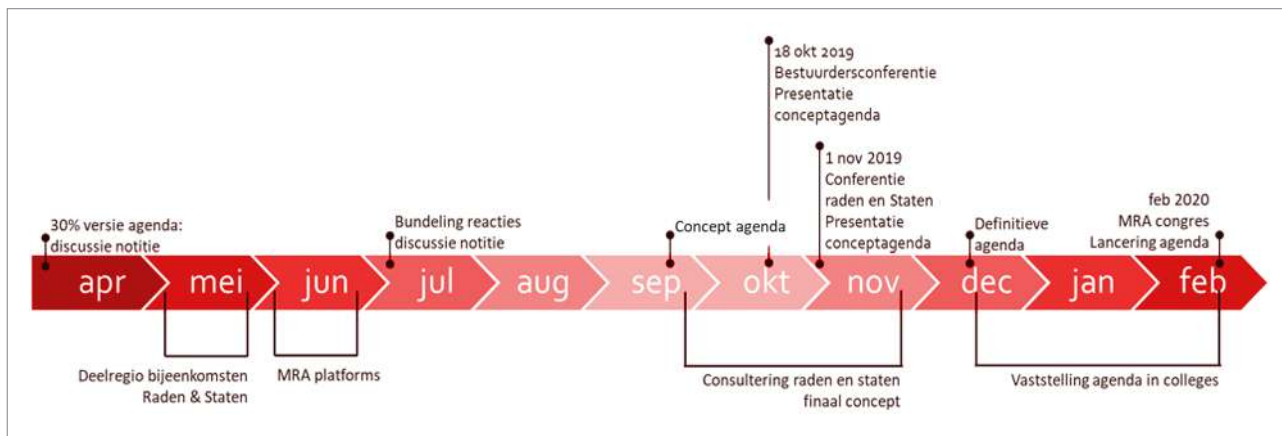 18 okt 2019
Bestuurdersconferentie
Presentatie
conceptagenda
1 nov 2019
Conferentie
raden en Staten
Presentatie
conceptagenda
30% versie agenda:
discussie notitie
Bundeling reacties
discussie notitie
Concept agenda
Definitieve
agenda
feb 2020
MRA congres
Lancering agenda
apr
mei
jun
jul
aug
sep
okt
nov
dec
jan
feb
Deelregio bijeenkomsten
Raden & Staten
MRA platforms
Consultering raden en staten
finaal concept
Vaststelling agenda in colleges